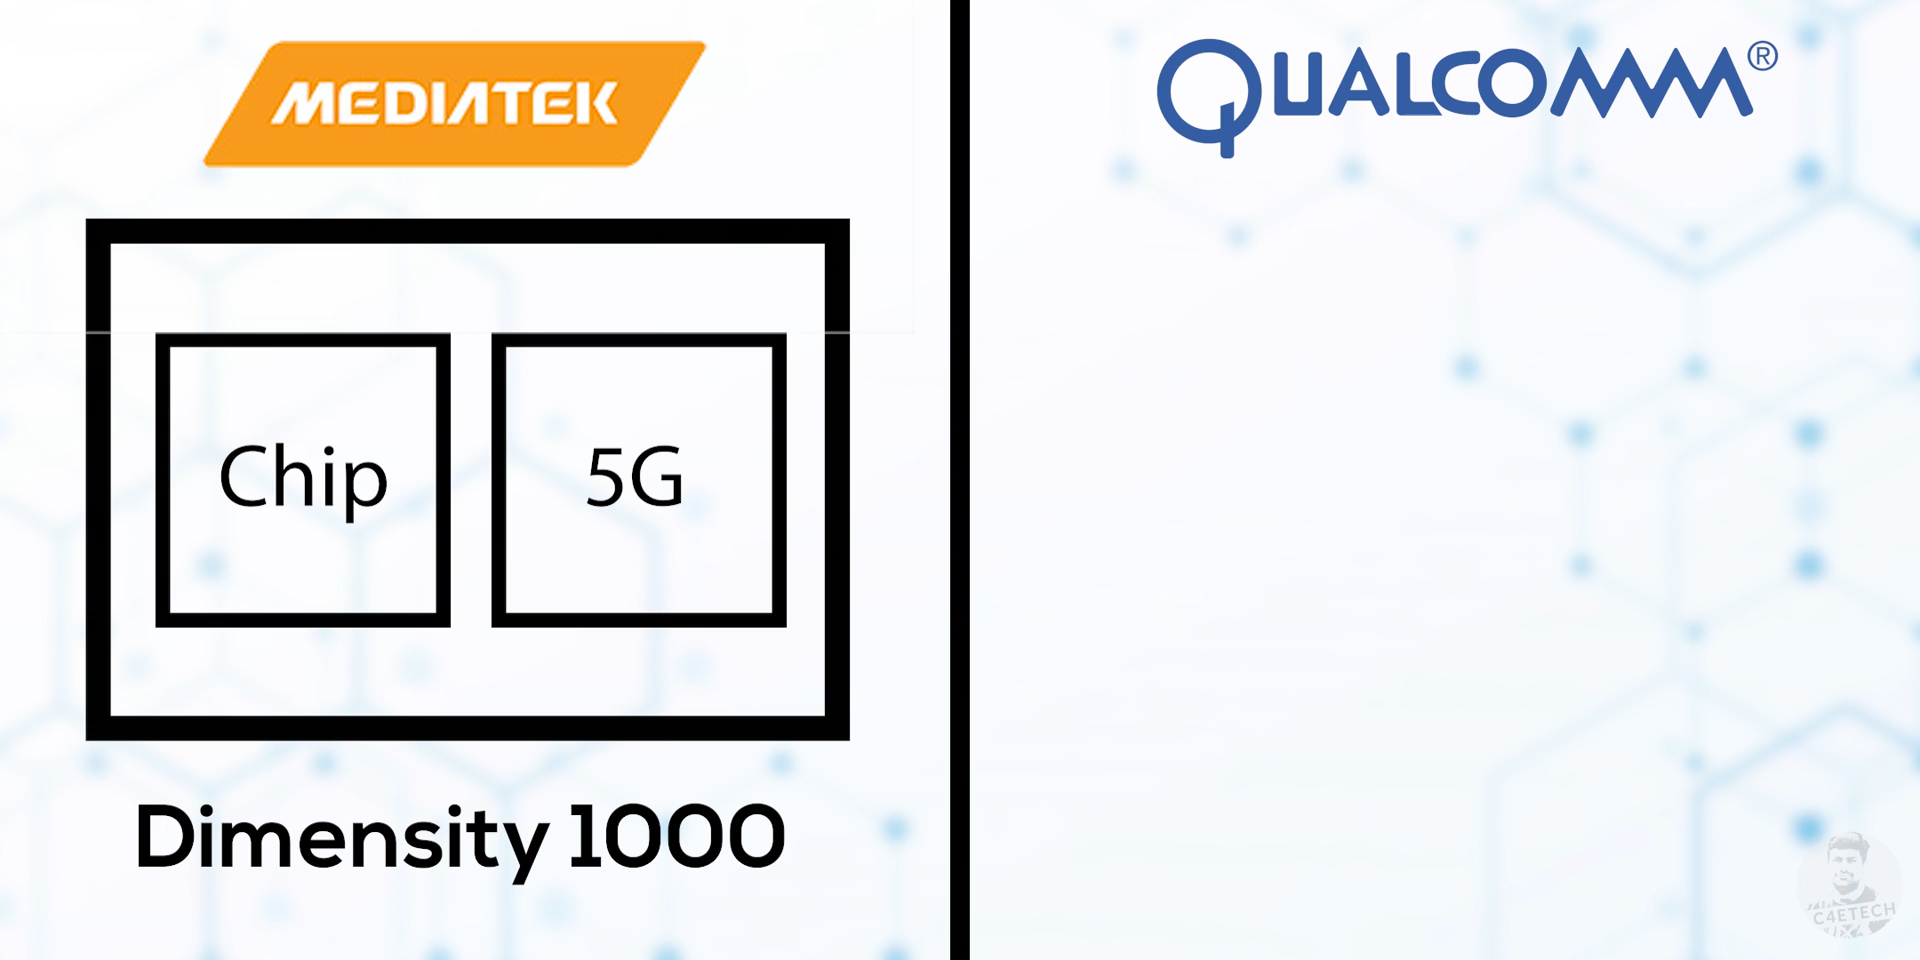 MEDIATEK
QUALCOMM®
Chip
5G
Dimensity 1000
C4ETECH